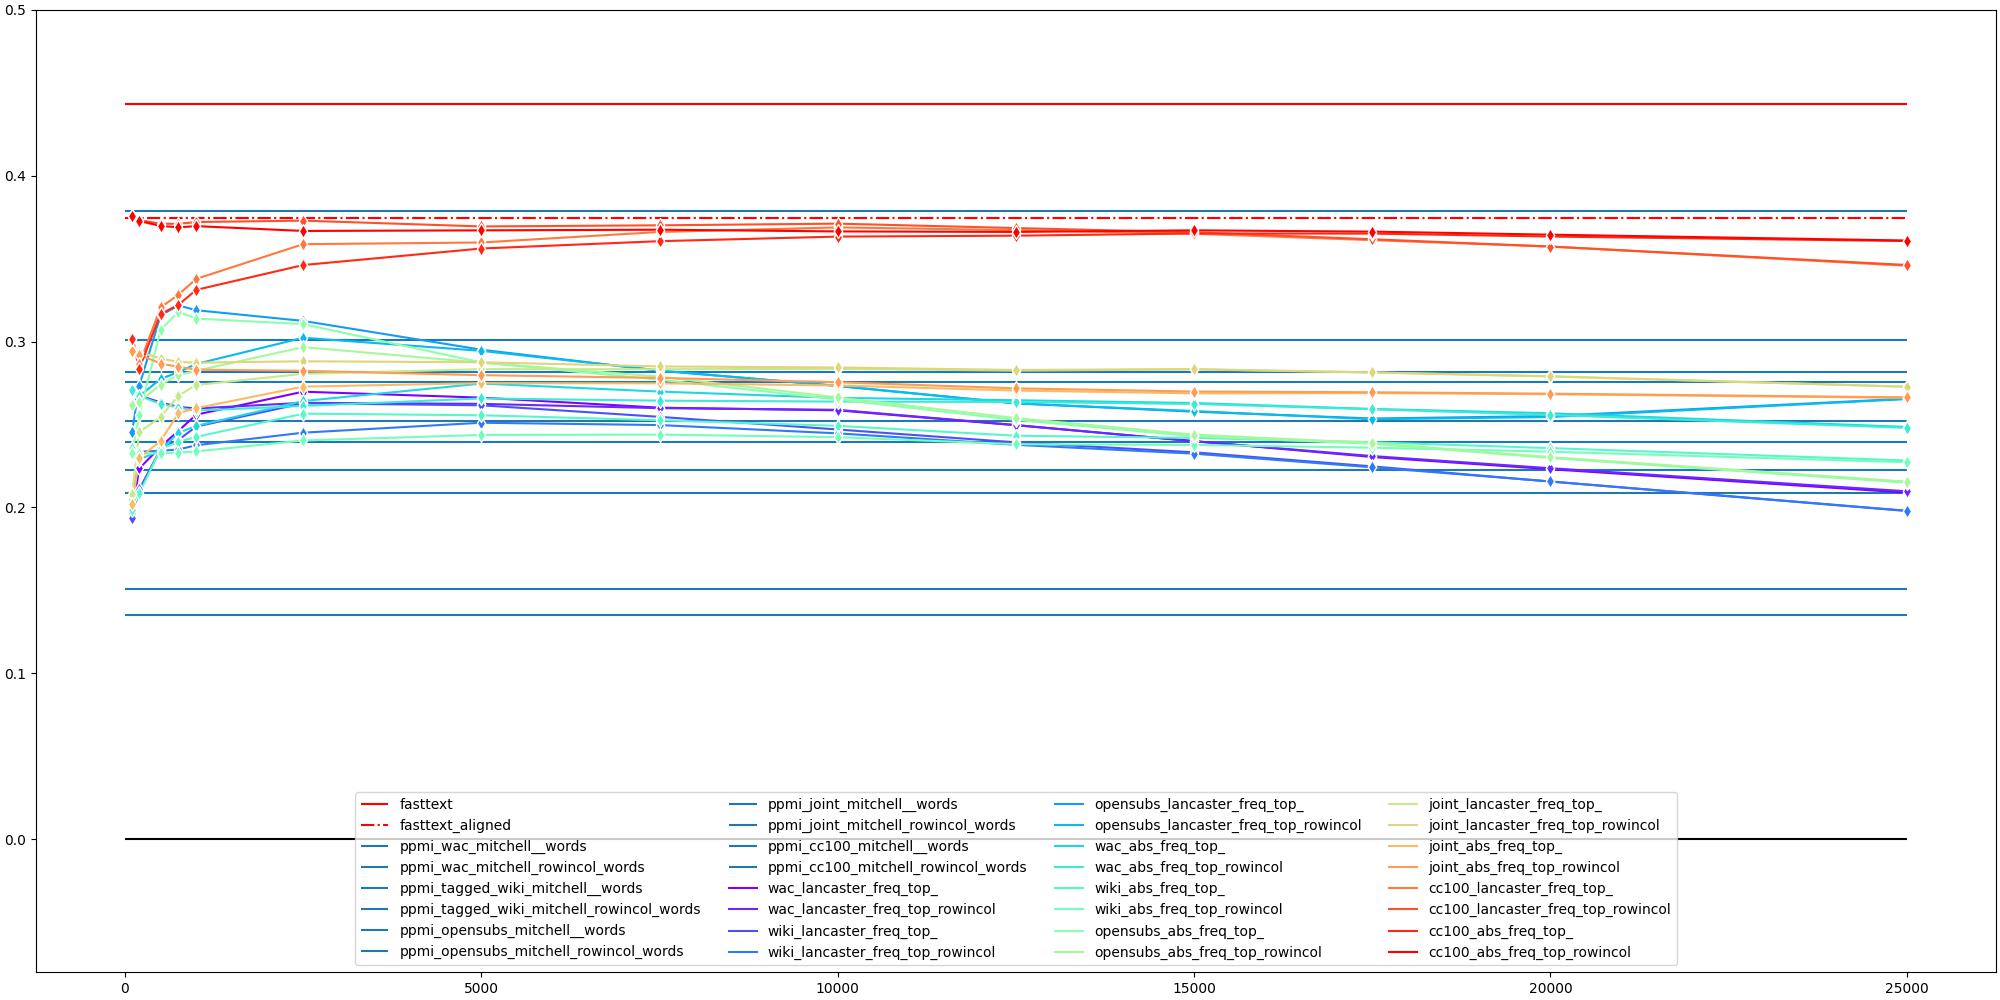 0.5
0.4
0.3
0.2
0.1
0.0
fasttext
fasttext_aligned
ppmi_wac_mitchell__words
ppmi_wac_mitchell_rowincol_words
ppmi_tagged_wiki_mitchell__words
ppmi_tagged_wiki_mitchell_rowincol_words
ppmi_opensubs_mitchell__words
ppmi_opensubs_mitchell_rowincol_words
ppmi_joint_mitchell__words
ppmi_joint_mitchell_rowincol_words
ppmi_cc100_mitchell__words
ppmi_cc100_mitchell_rowincol_words
wac_lancaster_freq_top_
wac_lancaster_freq_top_rowincol
wiki_lancaster_freq_top_
wiki_lancaster_freq_top_rowincol
opensubs_lancaster_freq_top_
opensubs_lancaster_freq_top_rowincol
wac_abs_freq_top_
wac_abs_freq_top_rowincol
wiki_abs_freq_top_
wiki_abs_freq_top_rowincol
opensubs_abs_freq_top_
opensubs_abs_freq_top_rowincol
joint_lancaster_freq_top_
joint_lancaster_freq_top_rowincol
joint_abs_freq_top_
joint_abs_freq_top_rowincol
cc100_lancaster_freq_top_
cc100_lancaster_freq_top_rowincol
cc100_abs_freq_top_
cc100_abs_freq_top_rowincol
0 5000 10000 15000 20000 25000